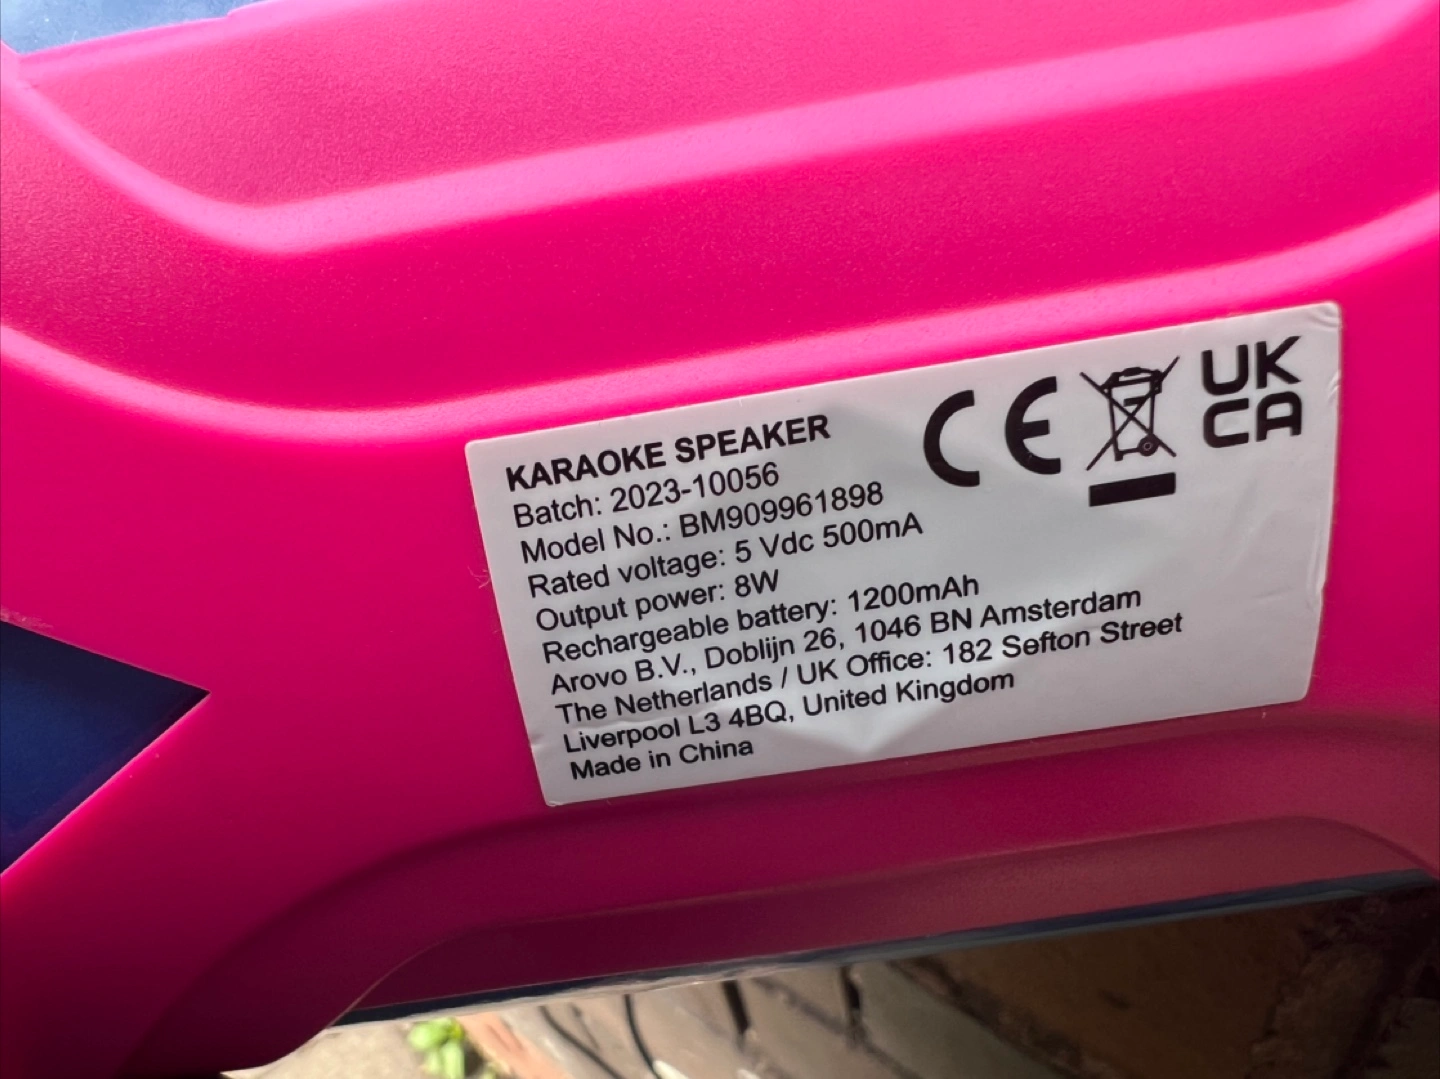 KARAOKE SPEAKER
Batch: 2023-10056
Model No.: BM909961898
Rated voltage: 5 Vdc 500mA
Output power: 8W
Rechargeable battery: 1200mAh
Arovo B.V., Doblijn 26, 1046 BN Amsterdam
The Netherlands / UK Office: 182 Sefton Street
Liverpool L3 4BQ, United Kingdom
Made in China
CE
UK
CA